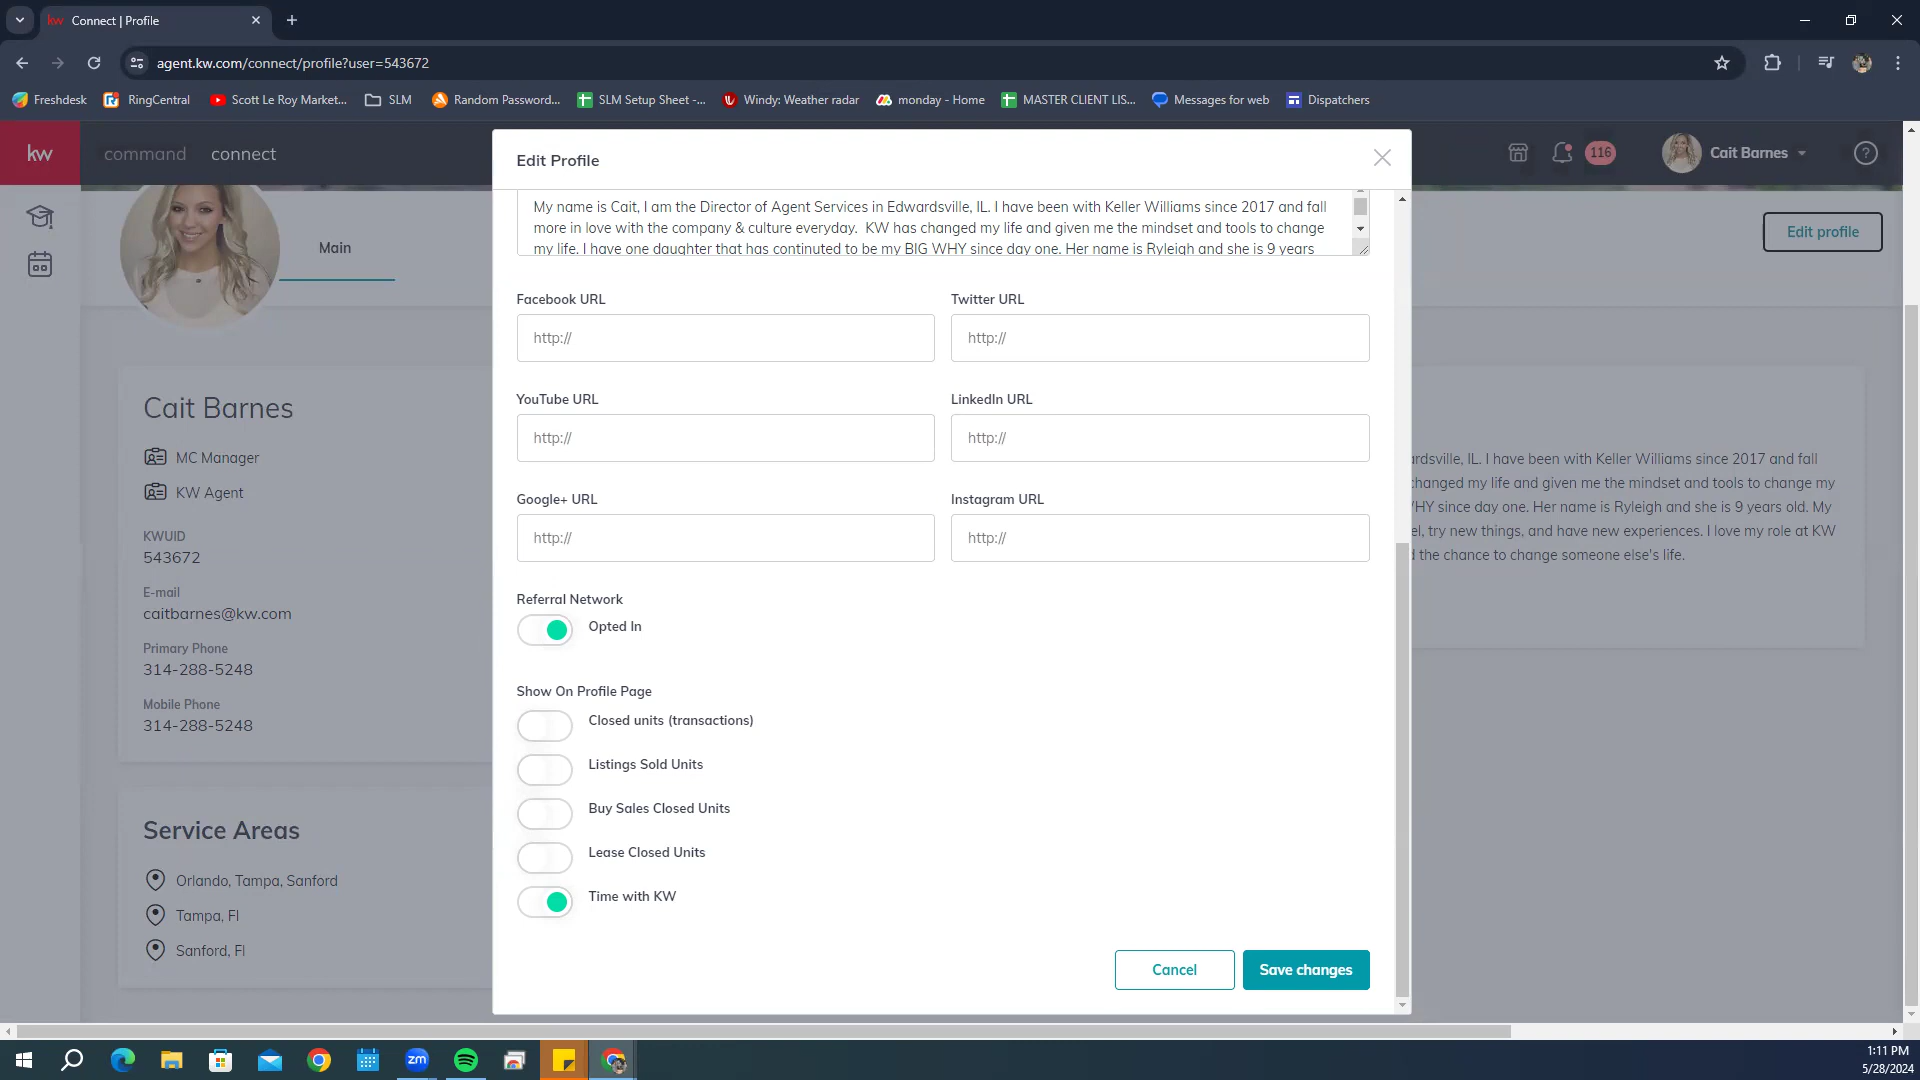 Connect | Profile
agent.kw.com/connect/profile?user=543672
Freshdesk
RingCentral
Scott Le Roy Market...
SLM
Random Password...
SLM Setup Sheet -...
Windy: Weather radar
monday - Home
MASTER CLIENT LIS...
Messages for web
Dispatchers
kw
command
connect
116
Cait Barnes
Edit Profile
Main
Edit profile
My name is Cait, I am the Director of Agent Services in Edwardsville, IL. I have been with Keller Williams since 2017 and fall
more in love with the company & culture everyday.  KW has changed my life and given me the mindset and tools to change
my life. I have one daughter that has continuted to be my BIG WHY since day one. Her name is Ryleigh and she is 9 years
Facebook URL
http://
Twitter URL
http://
YouTube URL
http://
LinkedIn URL
http://
Google+ URL
http://
Instagram URL
http://
Referral Network
Opted In
Show On Profile Page
Closed units (transactions)
Listings Sold Units
Buy Sales Closed Units
Lease Closed Units
Time with KW
Cancel
Save changes
Cait Barnes
MC Manager
KW Agent
KWUID
543672
E-mail
caitbarnes@kw.com
Primary Phone
314-288-5248
Mobile Phone
314-288-5248
Service Areas
Orlando, Tampa, Sanford
Tampa, Fl
Sanford, Fl
rdsville, IL. I have been with Keller Williams since 2017 and fall
changed my life and given me the mindset and tools to change my
HY since day one. Her name is Ryleigh and she is 9 years old. My
el, try new things, and have new experiences. I love my role at KW
the chance to change someone else's life.
zm
1:11 PM
5/28/2024